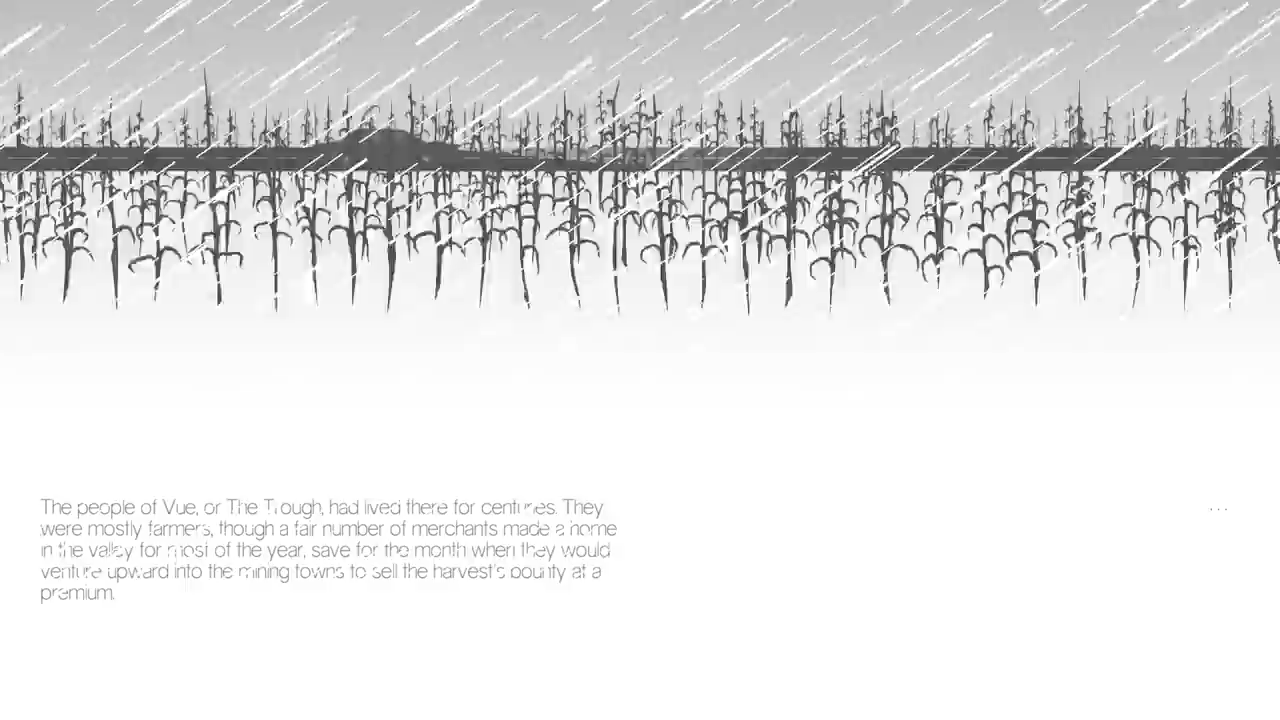 The people of Vue, or The Trough, had lived there for centuries. They
were mostly farmers, though a fair number of merchants made a home
in the valley for most of the year, save for the month when they would
venture upward into the mining towns to sell the harvest's bounty at a
premium.
...